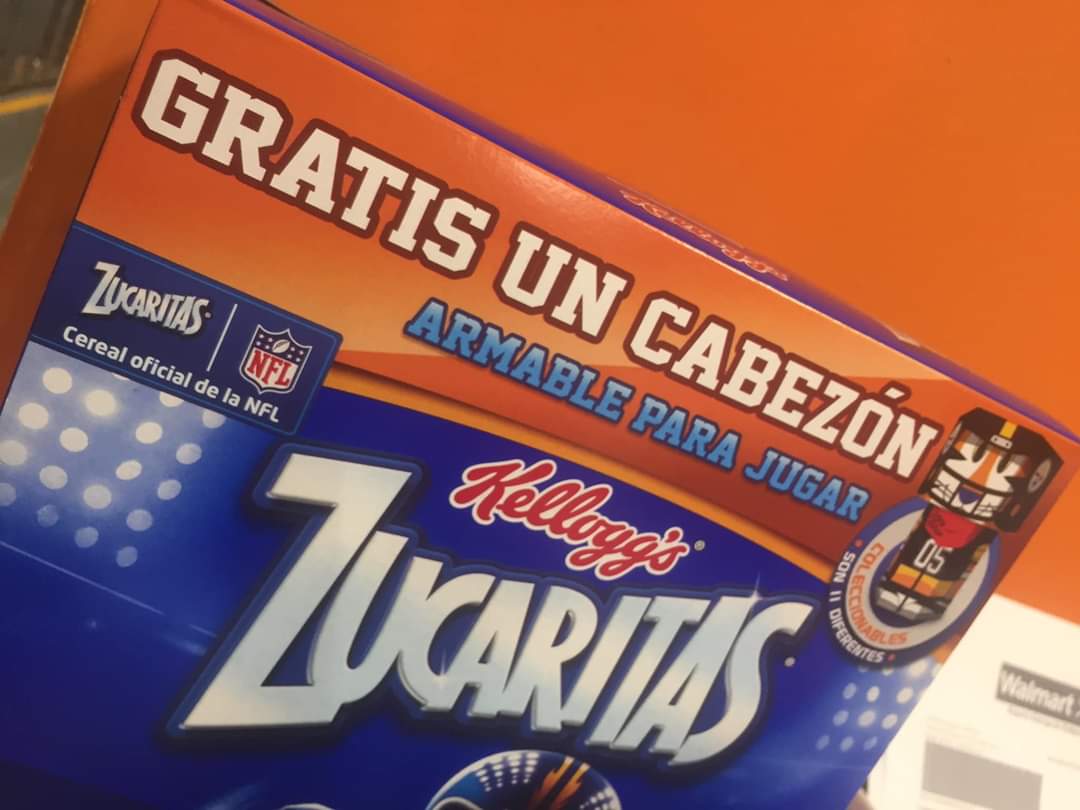 GRATIS UN CABEZÓN
ARMABLE PARA JUGAR
ZUCARITAS
NFL
Cereal oficial de la NFL
Kellogg's®
ZUCARITAS
05
COLECCIONABLES
SON 11 DIFERENTES
Walmart